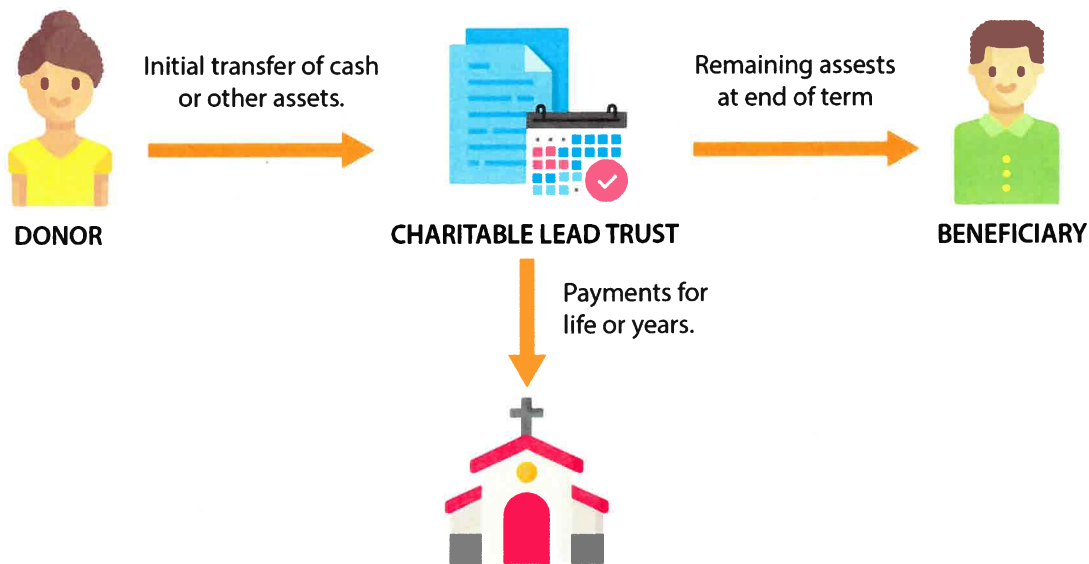 Initial transfer of cash
or other assets.
Remaining assests
at end of term
DONOR
CHARITABLE LEAD TRUST
BENEFICIARY
Payments for
life or years.